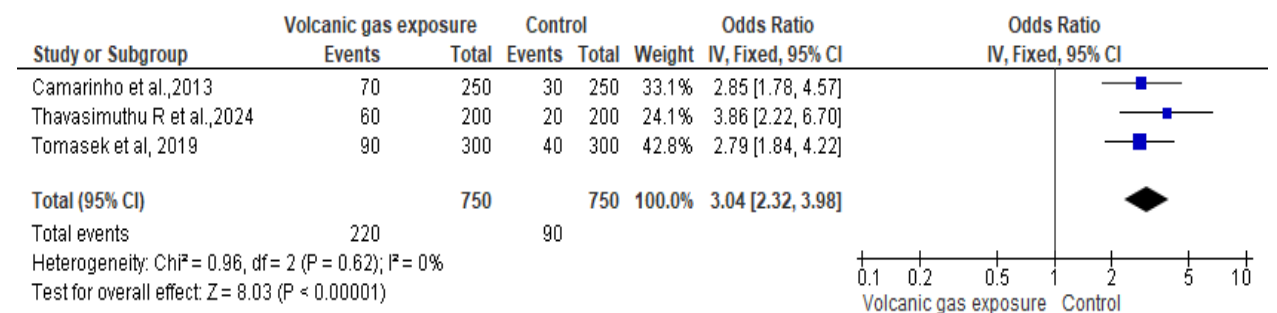 Volcanic gas exposure Control Odds Ratio Odds Ratio
Study or Subgroup Events Total Events Total Weight IV, Fixed, 95% CI IV, Fixed, 95% CI
Camarinho et al.,2013 70 250 30 250 33.1% 2.85 [1.78, 4.57]
Thavasimuthu R et al.,2024 60 200 20 200 24.1% 3.86 [2.22, 6.70]
Tomasek et al, 2019 90 300 40 300 42.8% 2.79 [1.84, 4.22]
Total (95% CI) 750 750 100.0% 3.04 [2.32, 3.98]
Total events 220 90
Heterogeneity: Chi² = 0.96, df = 2 (P = 0.62); I² = 0%
Test for overall effect: Z = 8.03 (P < 0.00001)
0.1 0.2 0.5 1 2 5 10
Volcanic gas exposure Control